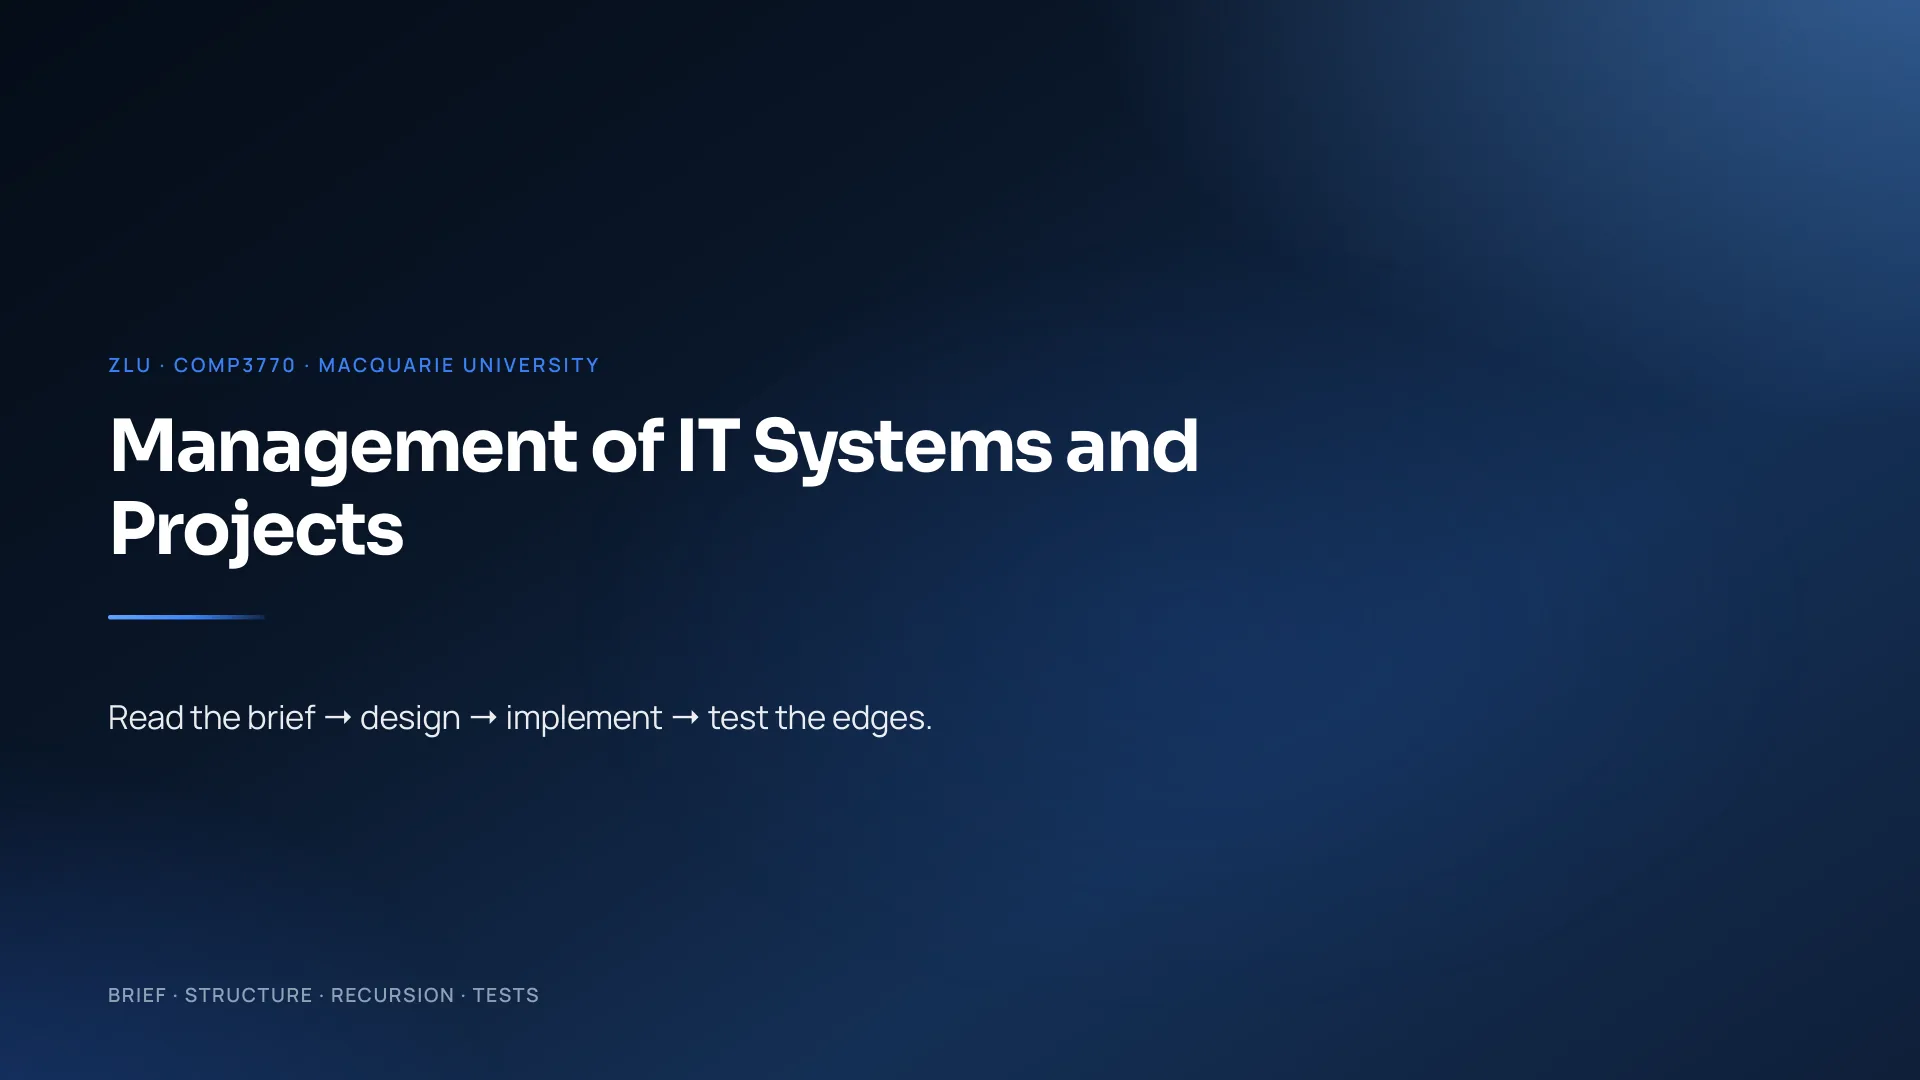 ZLU · COMP3770 · MACQUARIE UNIVERSITY
Management of IT Systems and
Projects
Read the brief → design → implement → test the edges.
BRIEF · STRUCTURE · RECURSION · TESTS